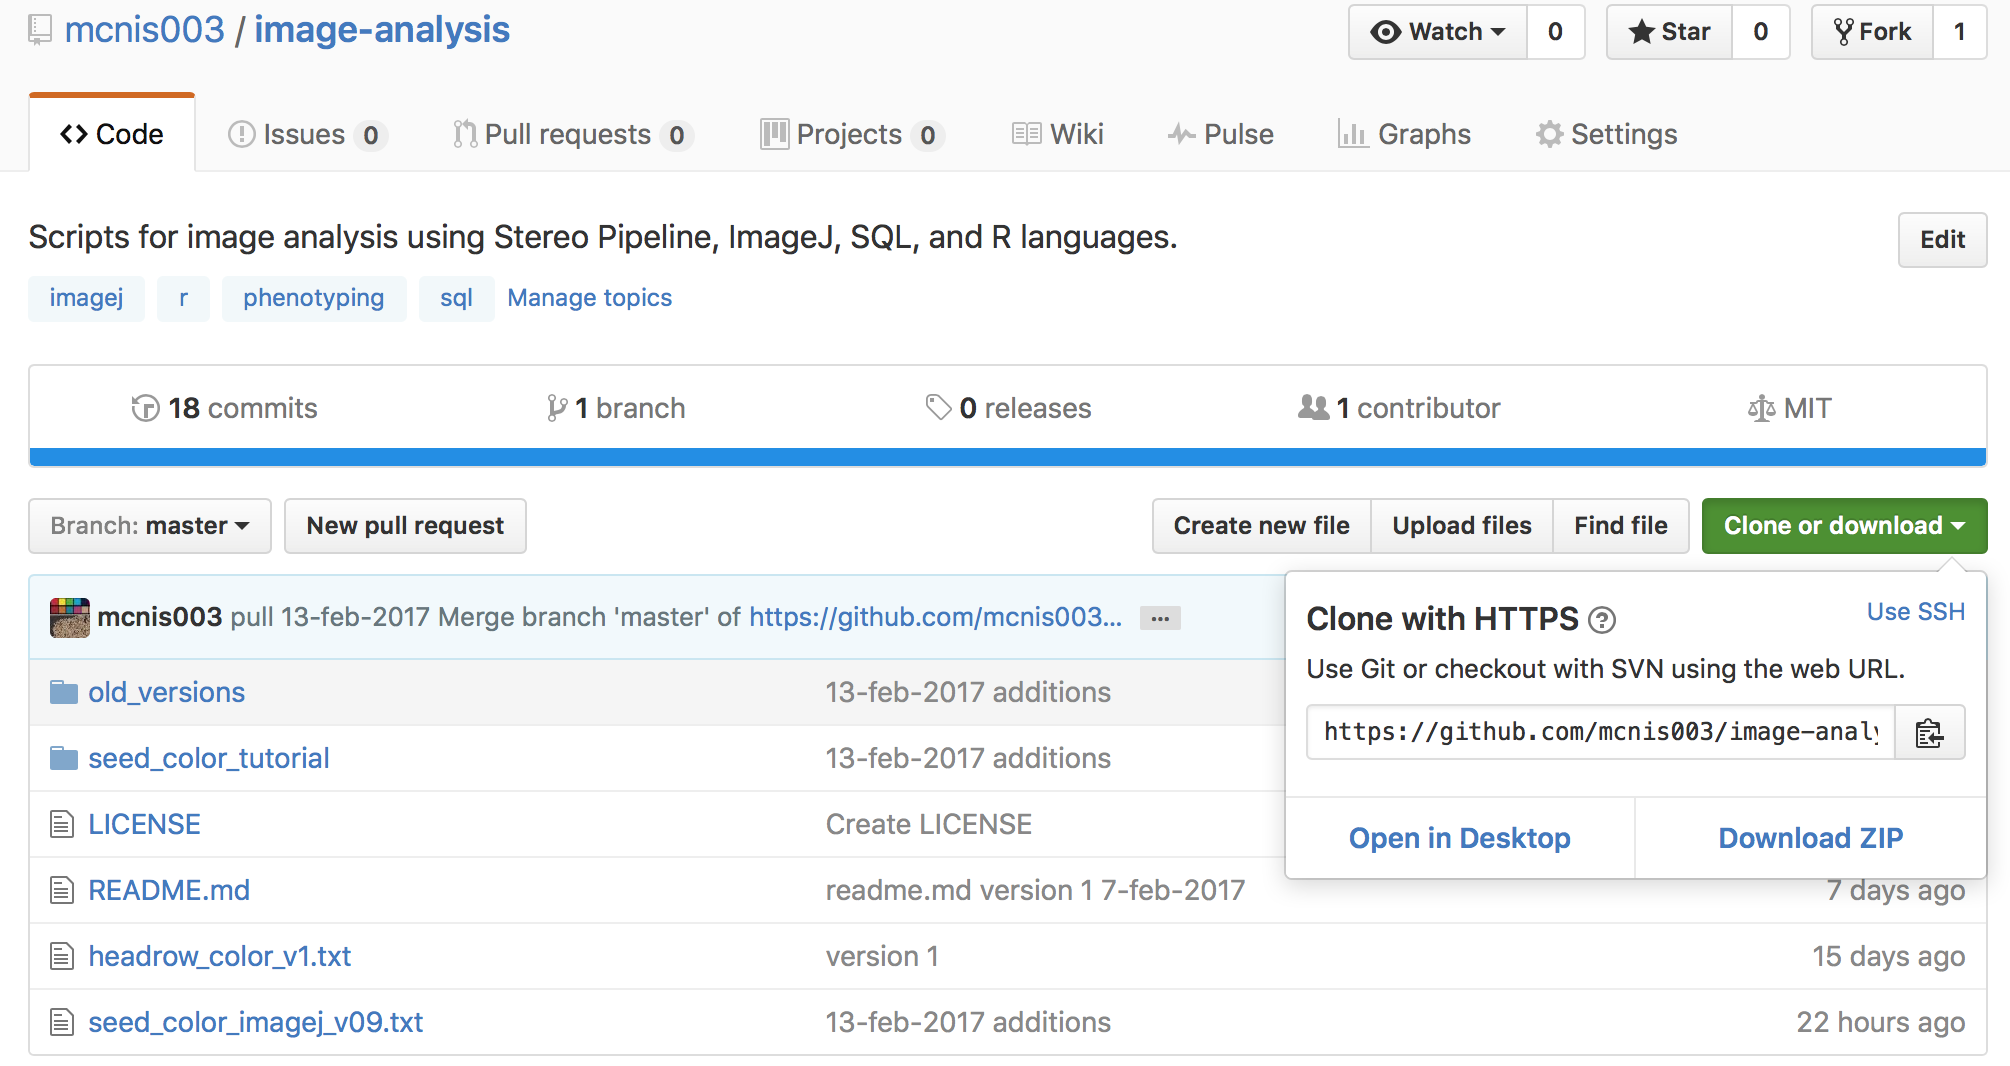 mcnis003 / image-analysis
Watch 0 Star 0 Fork 1
Code Issues 0 Pull requests 0 Projects 0 Wiki Pulse Graphs Settings
Scripts for image analysis using Stereo Pipeline, ImageJ, SQL, and R languages.
Edit
imagej r phenotyping sql Manage topics
18 commits 1 branch 0 releases 1 contributor MIT
Branch: master New pull request Create new file Upload files Find file Clone or download
mcnis003 pull 13-feb-2017 Merge branch 'master' of https://github.com/mcnis003... ...
old_versions 13-feb-2017 additions
seed_color_tutorial 13-feb-2017 additions
LICENSE Create LICENSE
README.md readme.md version 1 7-feb-2017 7 days ago
headrow_color_v1.txt version 1 15 days ago
seed_color_imagej_v09.txt 13-feb-2017 additions 22 hours ago
Clone with HTTPS ? Use SSH
Use Git or checkout with SVN using the web URL.
https://github.com/mcnis003/image-analy
Open in Desktop Download ZIP